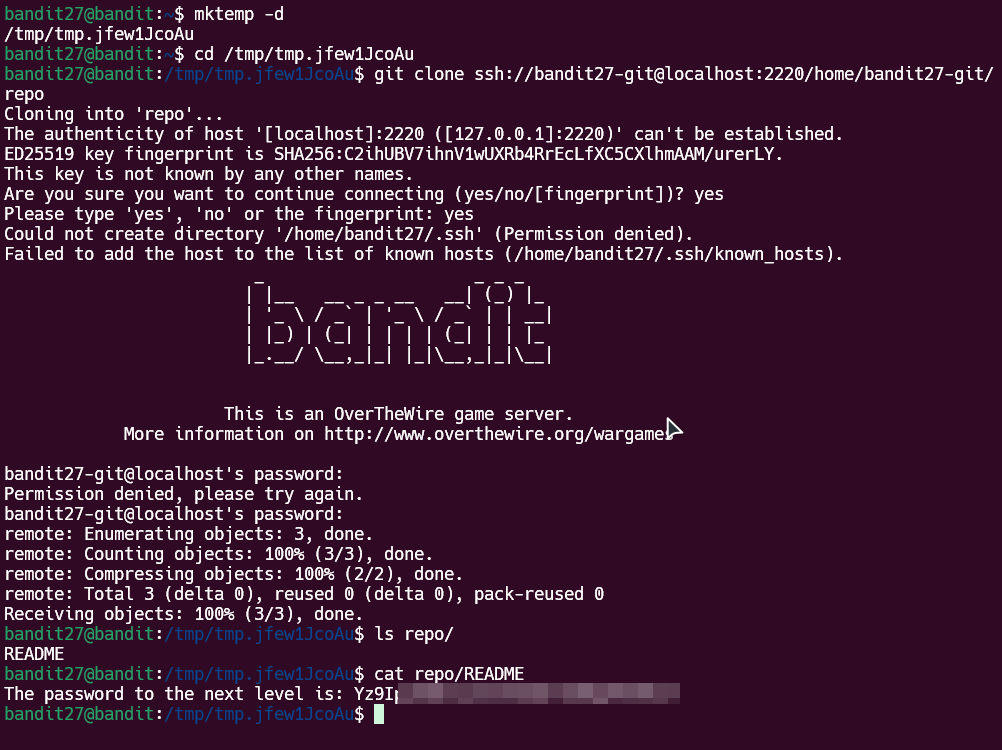 bandit27@bandit:~$ mktemp -d
/tmp/tmp.jfew1JcoAu
bandit27@bandit:~$ cd /tmp/tmp.jfew1JcoAu
bandit27@bandit:/tmp/tmp.jfew1JcoAu$ git clone ssh://bandit27-git@localhost:2220/home/bandit27-git/
repo
Cloning into 'repo'...
The authenticity of host '[localhost]:2220 ([127.0.0.1]:2220)' can't be established.
ED25519 key fingerprint is SHA256:C2ihUBV7ihnV1wUXRb4RrEcLfXC5CXlhmAAM/urerLY.
This key is not known by any other names.
Are you sure you want to continue connecting (yes/no/[fingerprint])? yes
Please type 'yes', 'no' or the fingerprint: yes
Could not create directory '/home/bandit27/.ssh' (Permission denied).
Failed to add the host to the list of known hosts (/home/bandit27/.ssh/known_hosts).
                         _                     _ _ _
                        | |__   __ _ _ __   __| (_) |_
                        | '_ \ / _` | '_ \ / _` | | __|
                        | |_) | (_| | | | | (_| | | |_
                        |_.__/ \__,_|_| |_|\__,_|_|\__|
This is an OverTheWire game server.
More information on http://www.overthewire.org/wargames
bandit27-git@localhost's password:
Permission denied, please try again.
bandit27-git@localhost's password:
remote: Enumerating objects: 3, done.
remote: Counting objects: 100% (3/3), done.
remote: Compressing objects: 100% (2/2), done.
remote: Total 3 (delta 0), reused 0 (delta 0), pack-reused 0
Receiving objects: 100% (3/3), done.
bandit27@bandit:/tmp/tmp.jfew1JcoAu$ ls repo/
README
bandit27@bandit:/tmp/tmp.jfew1JcoAu$ cat repo/README
The password to the next level is: Yz9I
bandit27@bandit:/tmp/tmp.jfew1JcoAu$